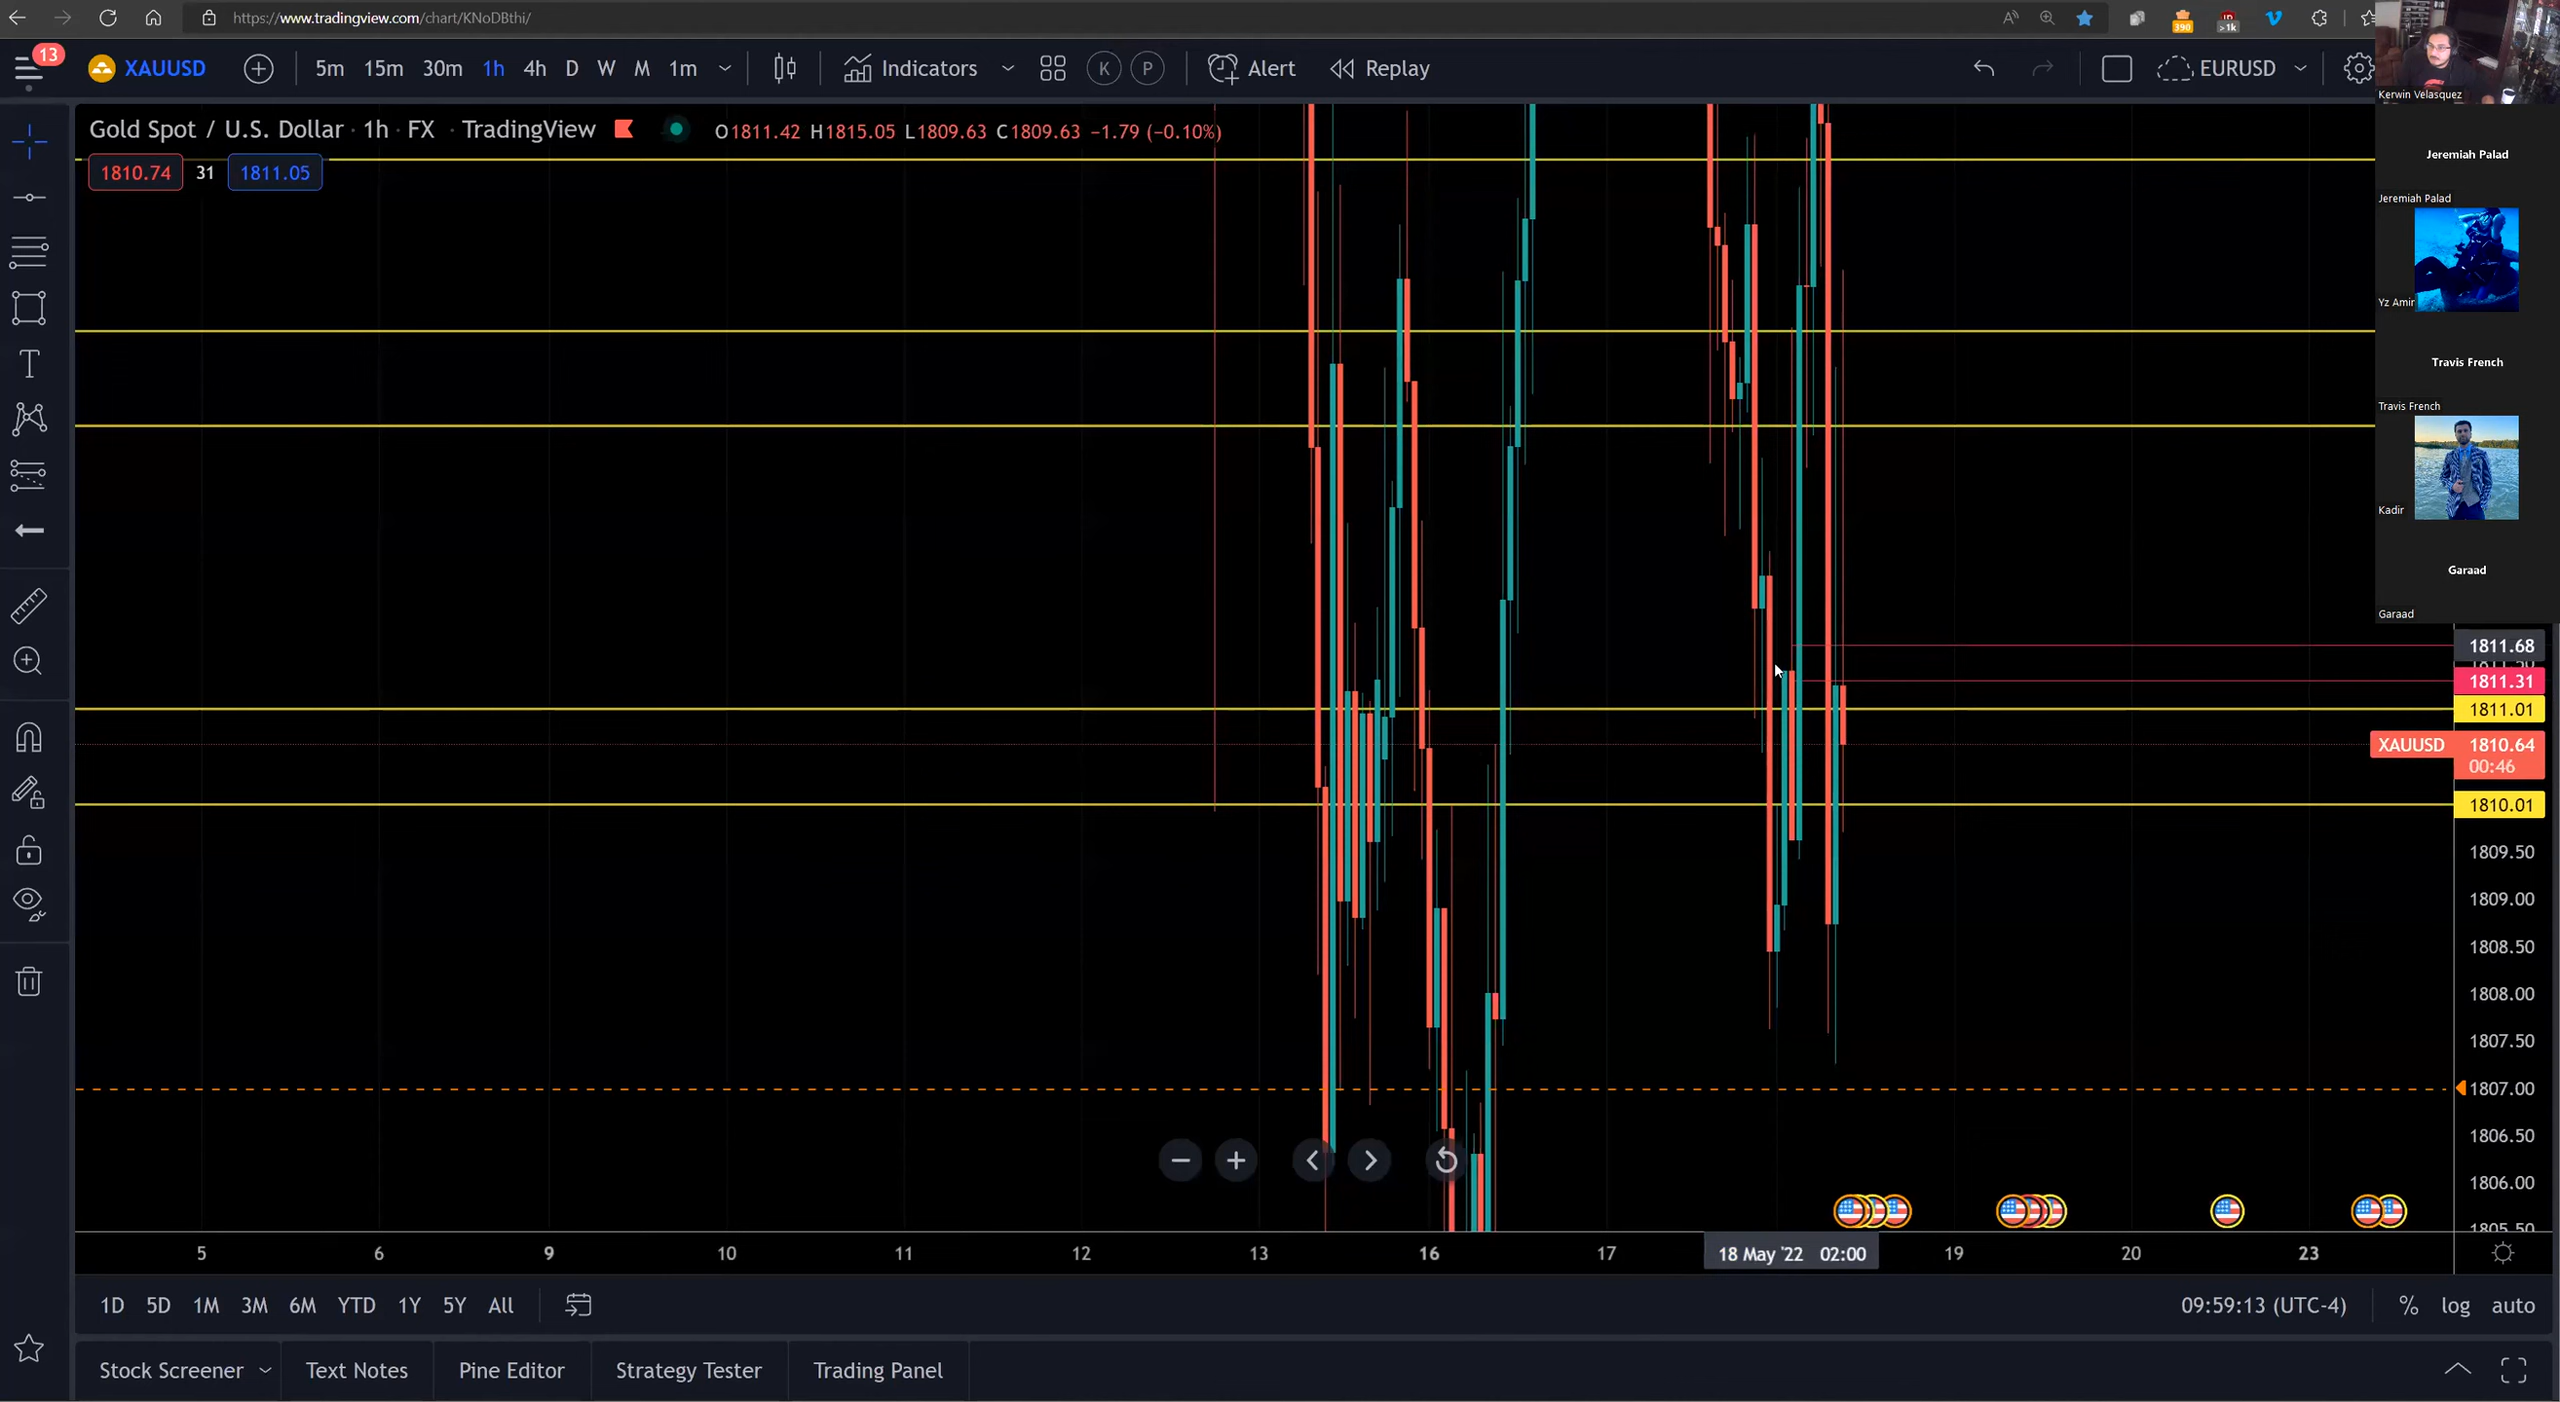 https://www.tradingview.com/chart/KNoDBthi/
390
>1k
13
XAUUSD
5m 15m 30m 1h 4h D W M 1m
Indicators
K P
Alert
Replay
EURUSD
Gold Spot / U.S. Dollar · 1h · FX · TradingView
O1811.42 H1815.05 L1809.63 C1809.63 −1.79 (−0.10%)
1810.74 31 1811.05
Kerwin Velasquez
Jeremiah Palad
Jeremiah Palad
Yz Amir
Travis French
Travis French
Kadir
Garaad
Garaad
1811.68
1811.31
1811.01
XAUUSD 1810.64
00:46
1810.01
1809.50
1809.00
1808.50
1808.00
1807.50
1807.00
1806.50
1806.00
1805.50
5 6 9 10 11 12 13 16 17 18 May '22 02:00 19 20 23
1D 5D 1M 3M 6M YTD 1Y 5Y All
09:59:13 (UTC-4) % log auto
Stock Screener Text Notes Pine Editor Strategy Tester Trading Panel